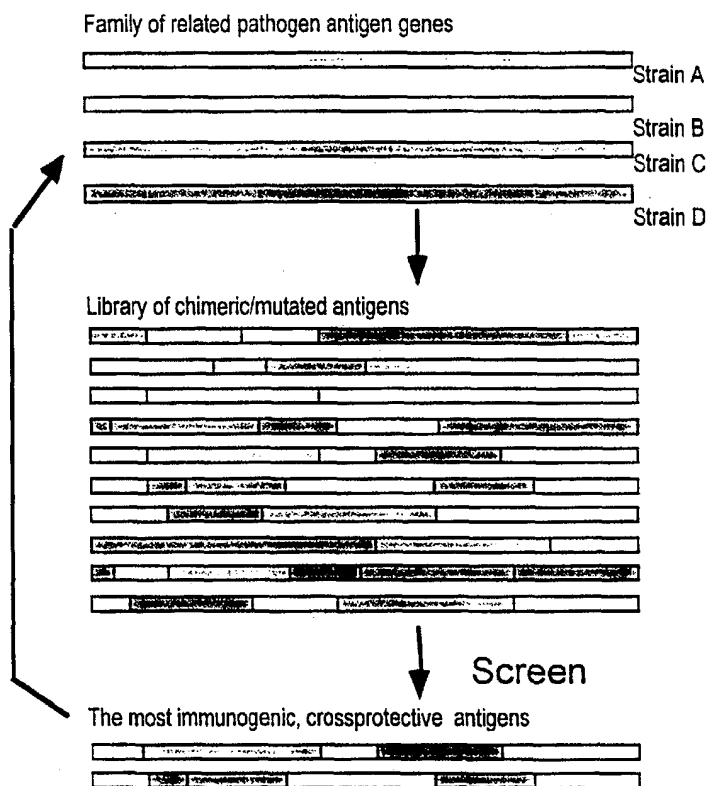 Family of related pathogen antigen genes
Strain A
Strain B
Strain C
Strain D
Library of chimeric/mutated antigens
Screen
The most immunogenic, crossprotective antigens